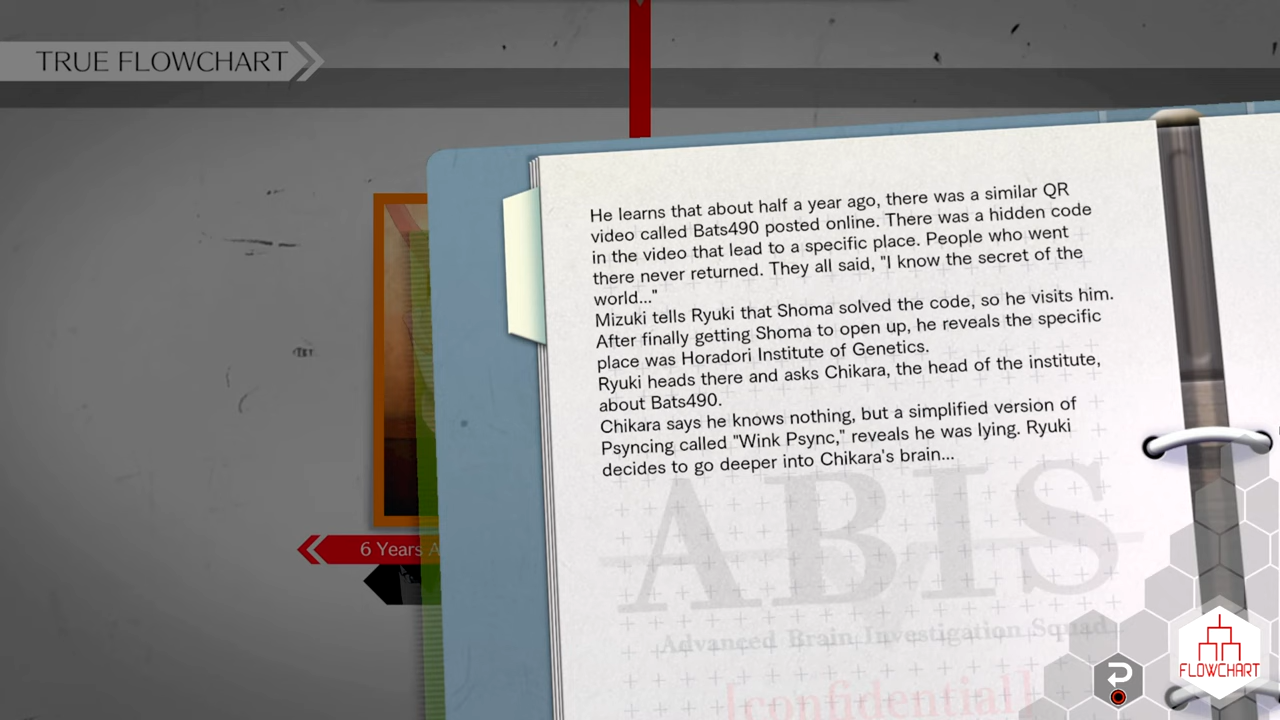 TRUE FLOWCHART
He learns that about half a year ago, there was a similar QR
video called Bats490 posted online. There was a hidden code
in the video that lead to a specific place. People who went
there never returned. They all said, "I know the secret of the
world..."
Mizuki tells Ryuki that Shoma solved the code, so he visits him.
After finally getting Shoma to open up, he reveals the specific
place was Horadori Institute of Genetics.
Ryuki heads there and asks Chikara, the head of the institute,
about Bats490.
Chikara says he knows nothing, but a simplified version of
Psyncing called "Wink Psync," reveals he was lying. Ryuki
decides to go deeper into Chikara's brain...
ABIS
Advanced Brain Investigation Squad
[confidential]
6 Years A
FLOWCHART